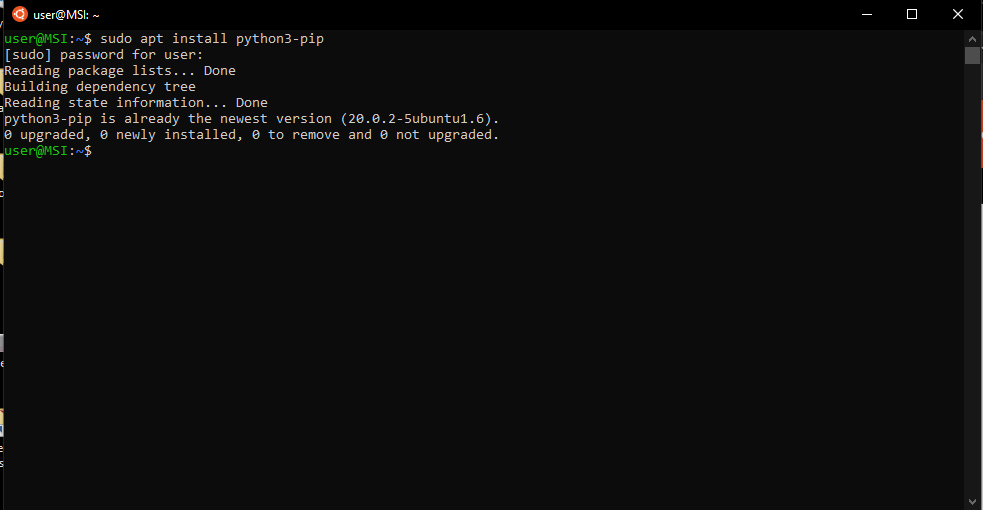 user@MSI: ~
user@MSI:~$ sudo apt install python3-pip
[sudo] password for user:
Reading package lists... Done
Building dependency tree
Reading state information... Done
python3-pip is already the newest version (20.0.2-5ubuntu1.6).
0 upgraded, 0 newly installed, 0 to remove and 0 not upgraded.
user@MSI:~$